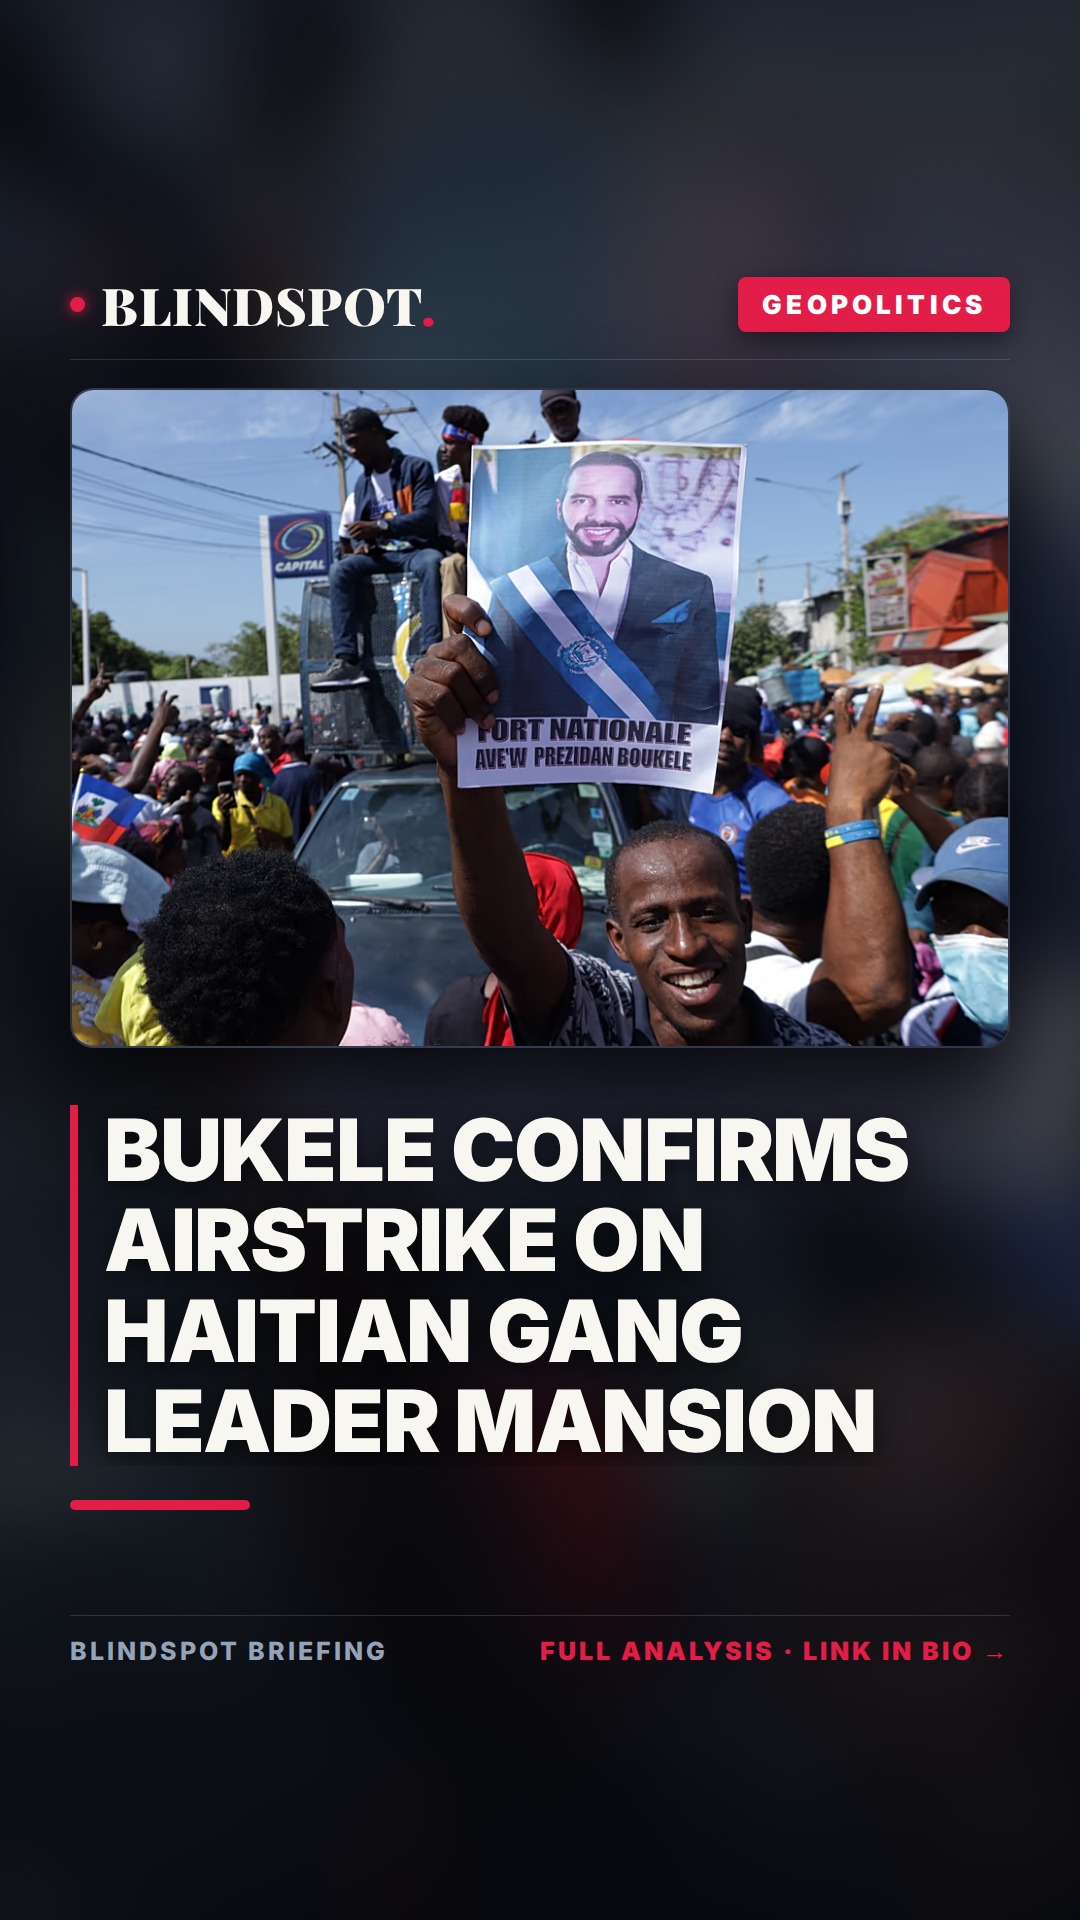 BLINDSPOT.
GEOPOLITICS
CAPITAL
FORT NATIONALE
AVE'W PREZIDAN BOUKELE
BUKELE CONFIRMS
AIRSTRIKE ON
HAITIAN GANG
LEADER MANSION
BLINDSPOT BRIEFING
FULL ANALYSIS · LINK IN BIO →